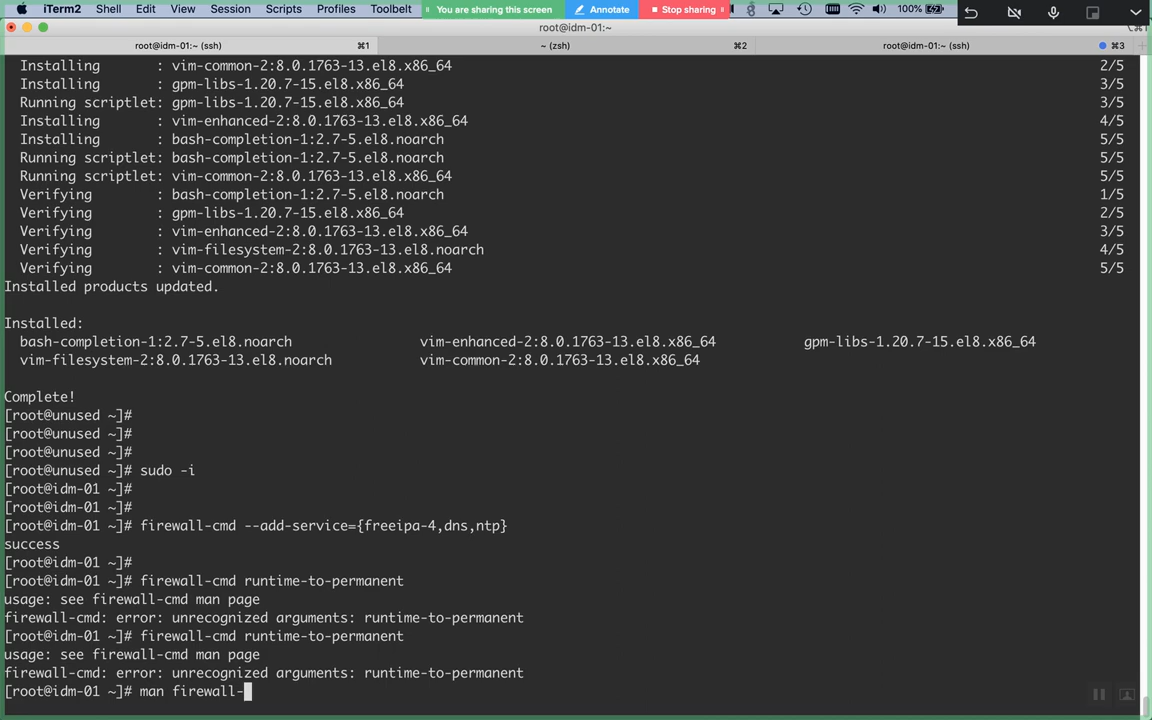 iTerm2 Shell Edit View Session Scripts Profiles Toolbelt You are sharing this screen Annotate Stop sharing 100%
root@idm-01:~
root@idm-01:~ (ssh) ⌘1 ~ (zsh) ⌘2 root@idm-01:~ (ssh) ⌘3
Installing : vim-common-2:8.0.1763-13.el8.x86_64 2/5
Installing : gpm-libs-1.20.7-15.el8.x86_64 3/5
Running scriptlet: gpm-libs-1.20.7-15.el8.x86_64 3/5
Installing : vim-enhanced-2:8.0.1763-13.el8.x86_64 4/5
Installing : bash-completion-1:2.7-5.el8.noarch 5/5
Running scriptlet: bash-completion-1:2.7-5.el8.noarch 5/5
Running scriptlet: vim-common-2:8.0.1763-13.el8.x86_64 5/5
Verifying : bash-completion-1:2.7-5.el8.noarch 1/5
Verifying : gpm-libs-1.20.7-15.el8.x86_64 2/5
Verifying : vim-enhanced-2:8.0.1763-13.el8.x86_64 3/5
Verifying : vim-filesystem-2:8.0.1763-13.el8.noarch 4/5
Verifying : vim-common-2:8.0.1763-13.el8.x86_64 5/5
Installed products updated.
Installed:
bash-completion-1:2.7-5.el8.noarch vim-enhanced-2:8.0.1763-13.el8.x86_64 gpm-libs-1.20.7-15.el8.x86_64
vim-filesystem-2:8.0.1763-13.el8.noarch vim-common-2:8.0.1763-13.el8.x86_64
Complete!
[root@unused ~]#
[root@unused ~]#
[root@unused ~]#
[root@unused ~]# sudo -i
[root@idm-01 ~]#
[root@idm-01 ~]#
[root@idm-01 ~]# firewall-cmd --add-service={freeipa-4,dns,ntp}
success
[root@idm-01 ~]#
[root@idm-01 ~]# firewall-cmd runtime-to-permanent
usage: see firewall-cmd man page
firewall-cmd: error: unrecognized arguments: runtime-to-permanent
[root@idm-01 ~]# firewall-cmd runtime-to-permanent
usage: see firewall-cmd man page
firewall-cmd: error: unrecognized arguments: runtime-to-permanent
[root@idm-01 ~]# man firewall-